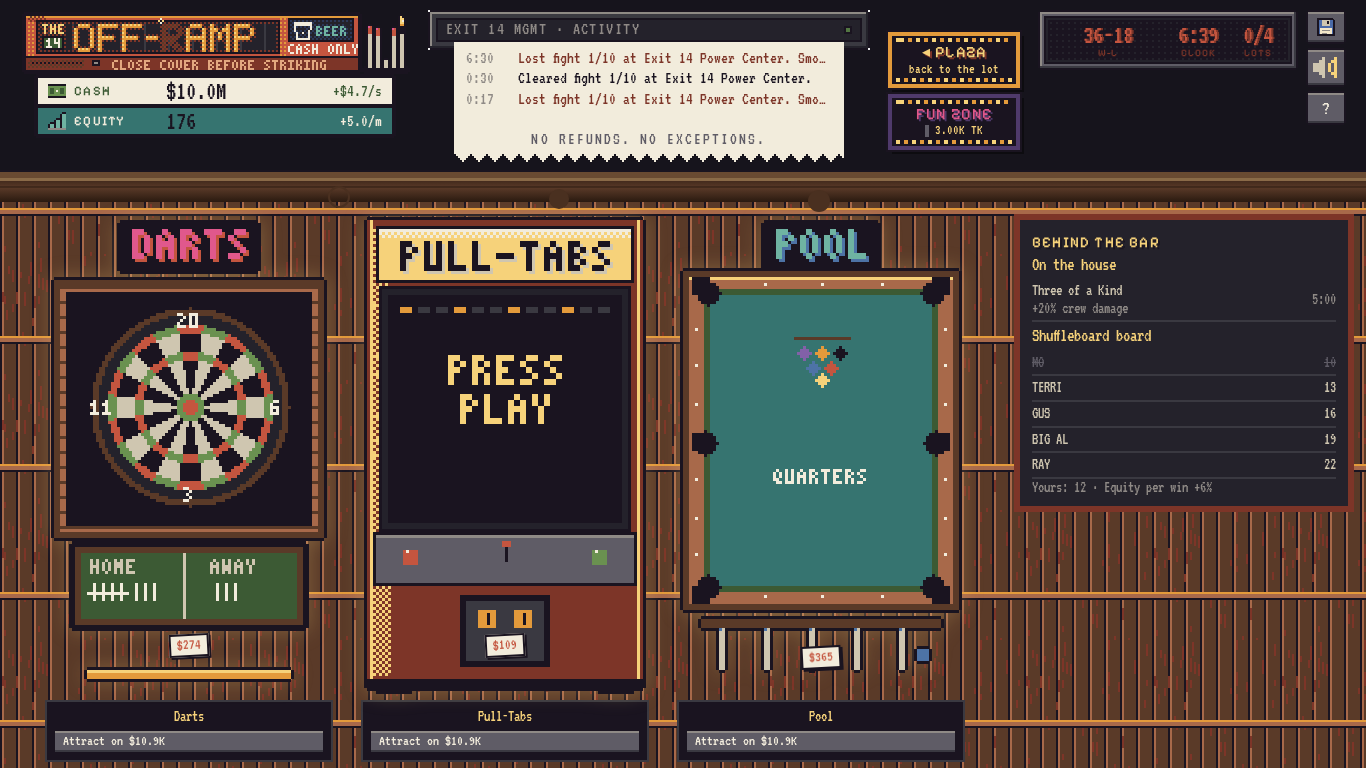 THE
14
OFF-RAMP
BEER
CASH ONLY
CLOSE COVER BEFORE STRIKING
CASH
$10.0M
+$4.7/s
EQUITY
176
+5.0/m
EXIT 14 MGMT · ACTIVITY
6:30 Lost fight 1/10 at Exit 14 Power Center. Smo…
0:30 Cleared fight 1/10 at Exit 14 Power Center.
0:17 Lost fight 1/10 at Exit 14 Power Center. Smo…
NO REFUNDS. NO EXCEPTIONS.
◀ PLAZA
back to the lot
FUN ZONE
3.00K TK
36-18
W-L
6:39
CLOCK
0/4
LOTS
?
DARTS
20
11
6
3
HOME
AWAY
$274
PULL-TABS
PRESS
PLAY
$109
POOL
QUARTERS
$365
BEHIND THE BAR
On the house
Three of a Kind
+20% crew damage
5:00
Shuffleboard board
MO 10
TERRI 13
GUS 16
BIG AL 19
RAY 22
Yours: 12 · Equity per win +6%
Darts
Attract on $10.9K
Pull-Tabs
Attract on $10.9K
Pool
Attract on $10.9K